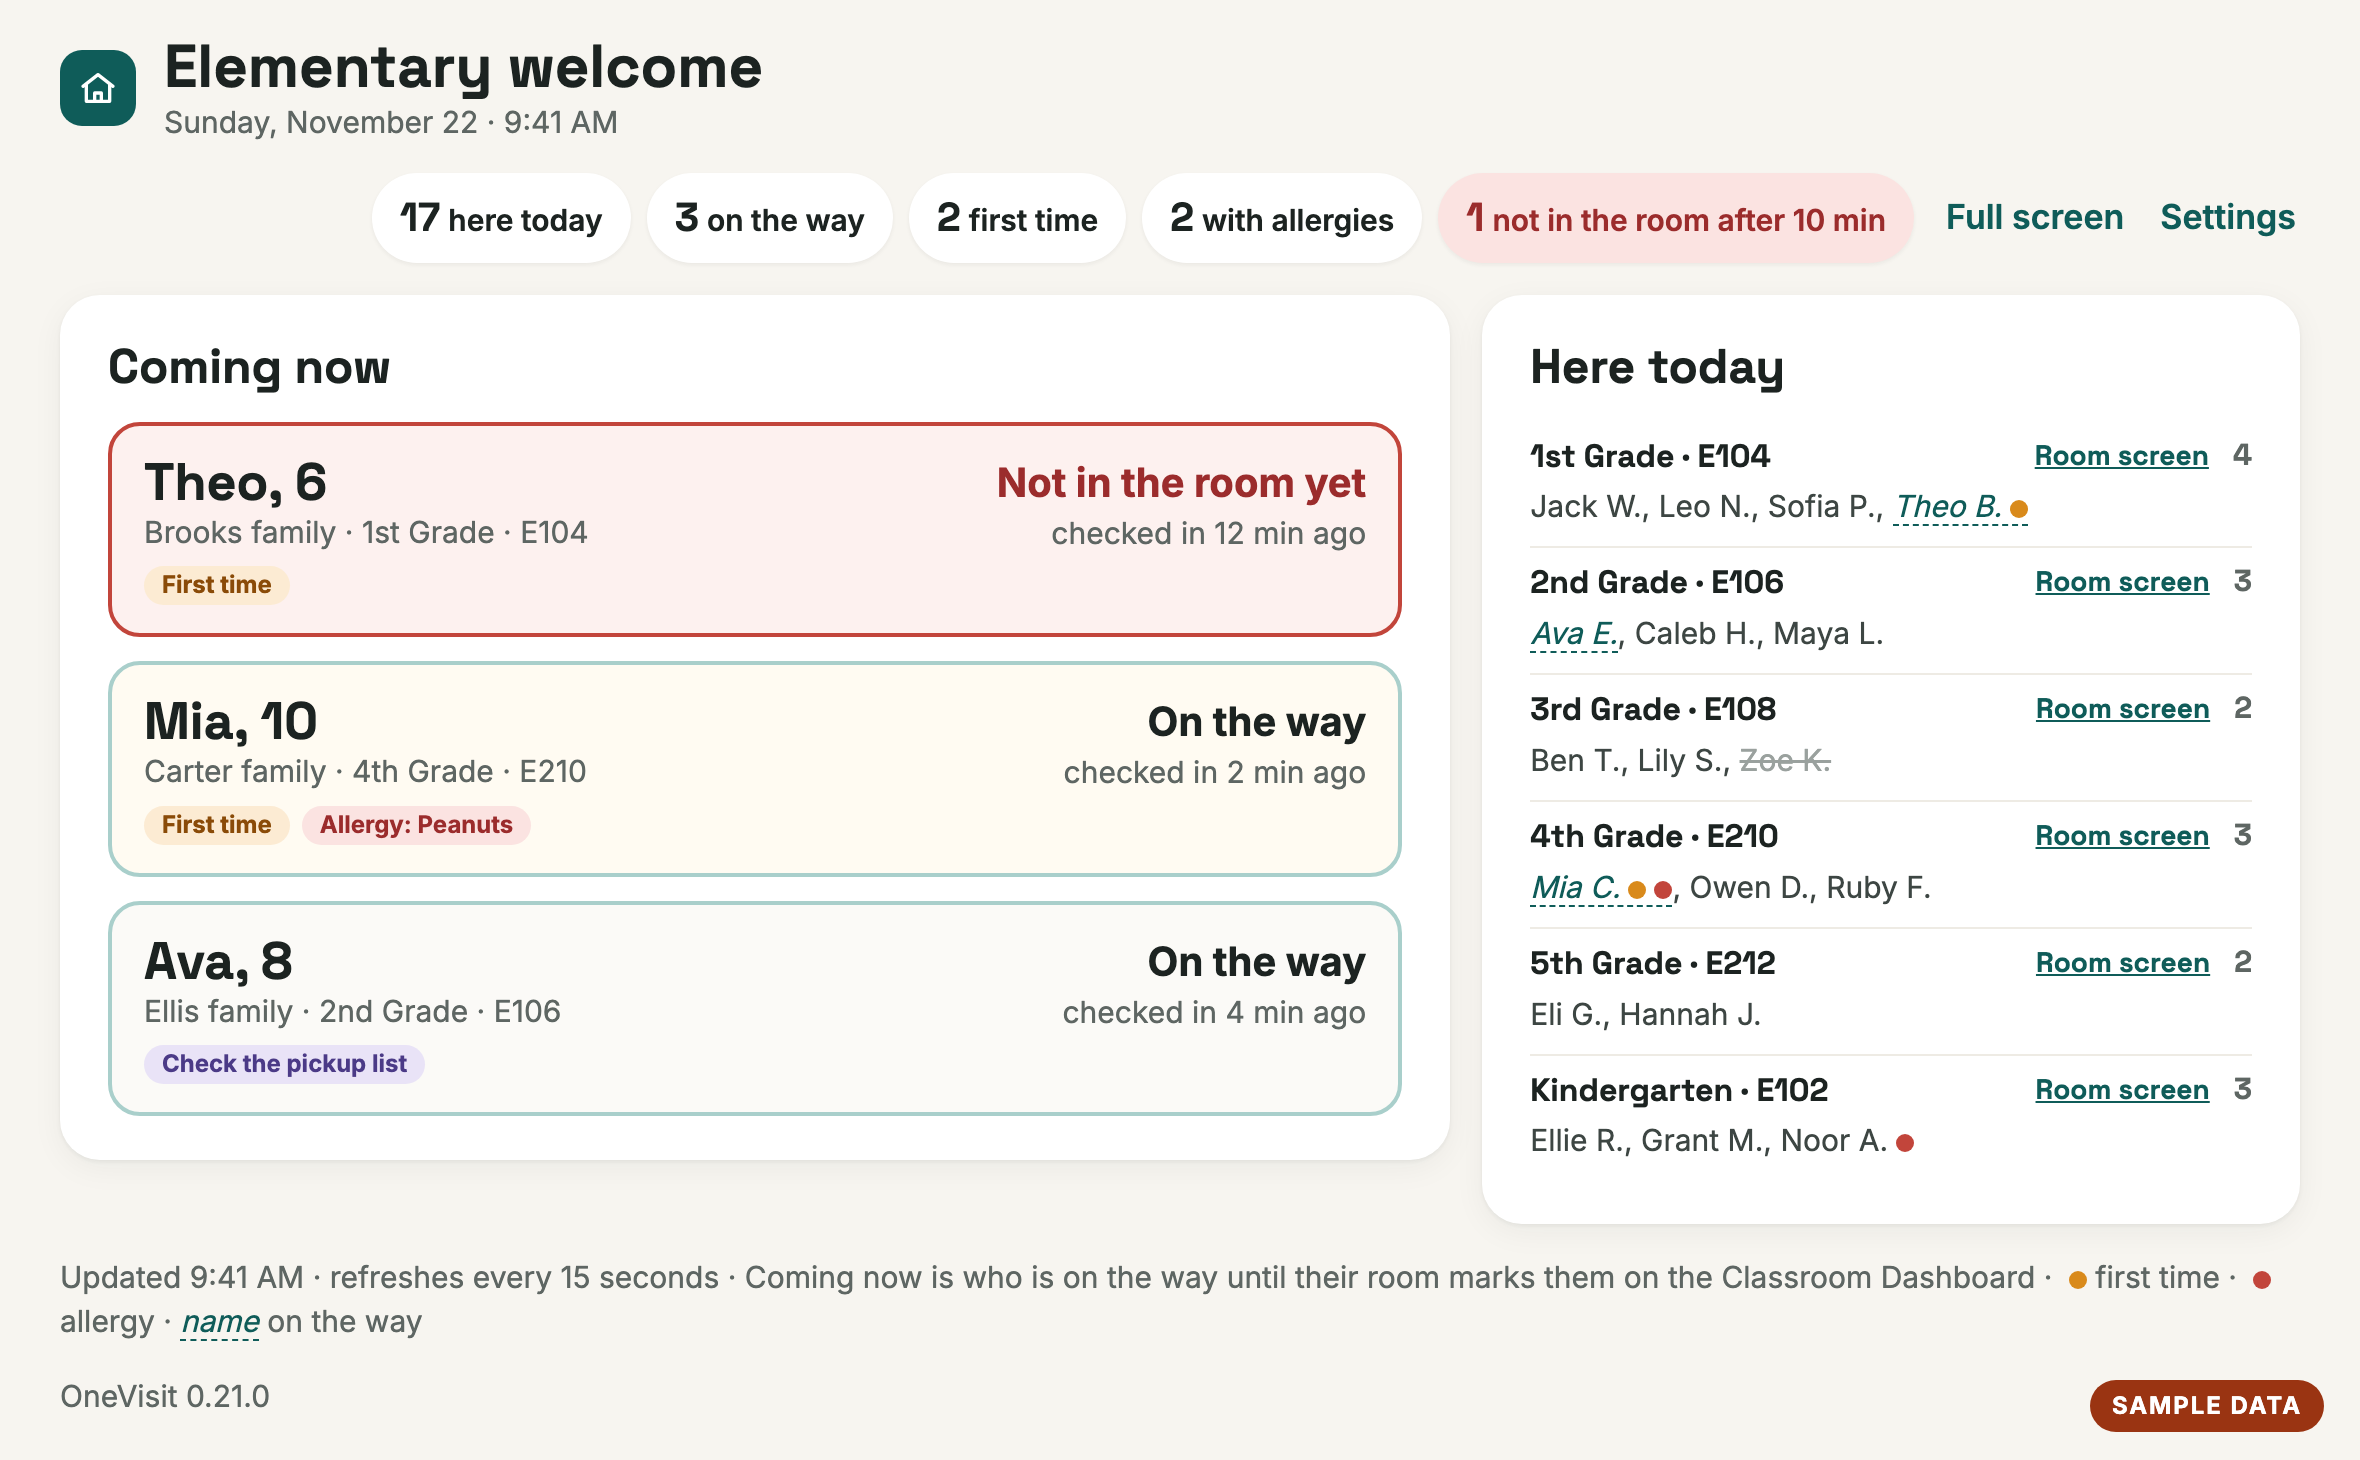 Elementary welcome
Sunday, November 22 · 9:41 AM
17 here today
3 on the way
2 first time
2 with allergies
1 not in the room after 10 min
Full screen
Settings
Coming now
Theo, 6
Not in the room yet
Brooks family · 1st Grade · E104
checked in 12 min ago
First time
Mia, 10
On the way
Carter family · 4th Grade · E210
checked in 2 min ago
First time
Allergy: Peanuts
Ava, 8
On the way
Ellis family · 2nd Grade · E106
checked in 4 min ago
Check the pickup list
Here today
1st Grade · E104 Room screen 4
Jack W., Leo N., Sofia P., Theo B.
2nd Grade · E106 Room screen 3
Ava E., Caleb H., Maya L.
3rd Grade · E108 Room screen 2
Ben T., Lily S., Zoe K.
4th Grade · E210 Room screen 3
Mia C. , Owen D., Ruby F.
5th Grade · E212 Room screen 2
Eli G., Hannah J.
Kindergarten · E102 Room screen 3
Ellie R., Grant M., Noor A.
Updated 9:41 AM · refreshes every 15 seconds · Coming now is who is on the way until their room marks them on the Classroom Dashboard · first time ·
allergy · name on the way
OneVisit 0.21.0
SAMPLE DATA